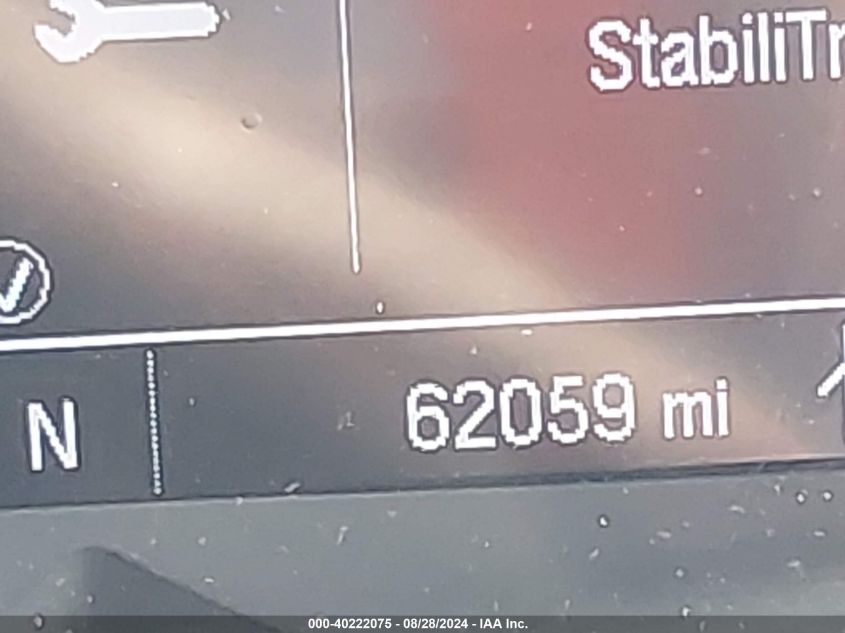 StabiliTr
N
62059 mi
000-40222075 - 08/28/2024 - IAA Inc.